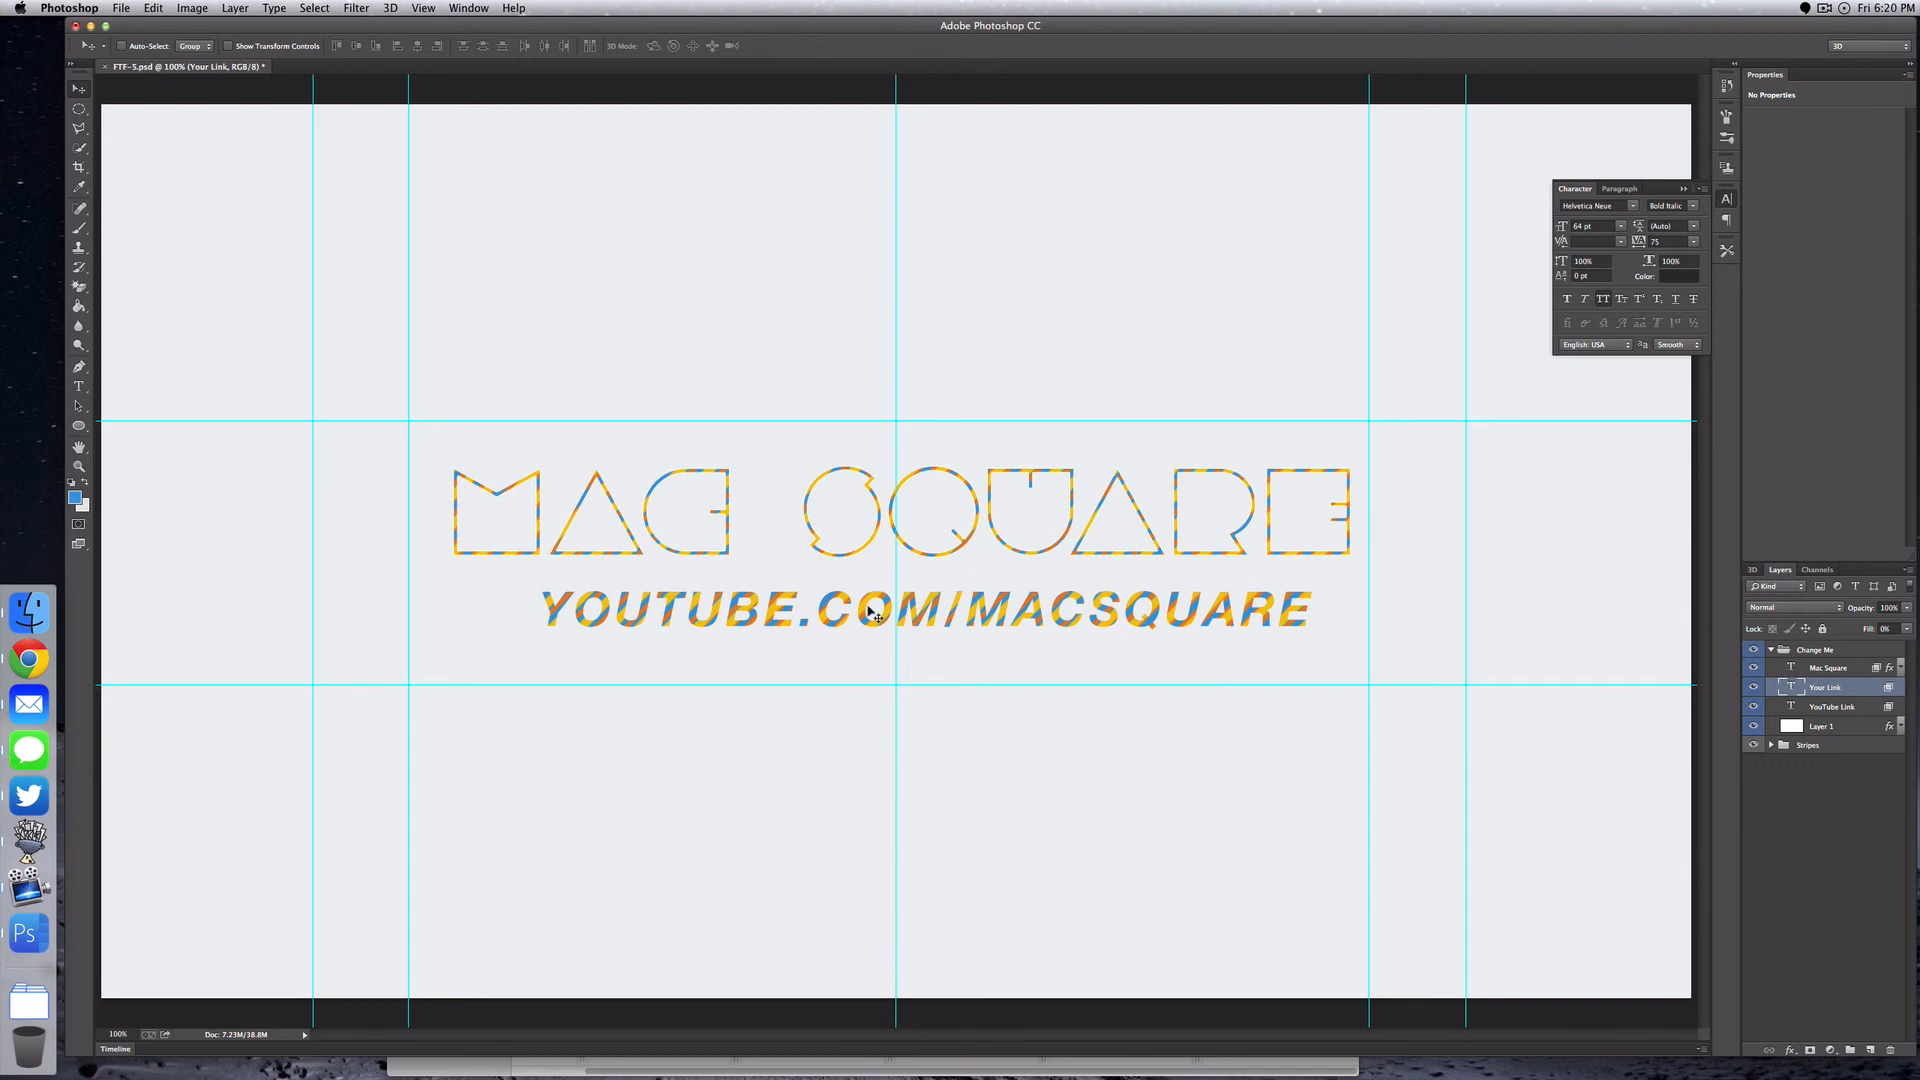 Photoshop File Edit Image Layer Type Select Filter 3D View Window Help Fri 6:20 PM
Adobe Photoshop CC
Auto-Select: Group Show Transform Controls 3D Mode: 3D
FTF-5.psd @ 100% (Your Link, RGB/8) *
Properties
No Properties
Character Paragraph
Helvetica Neue Bold Italic
64 pt (Auto)
75
100% 100%
0 pt Color:
English: USA Smooth
MAC SQUARE
YOUTUBE.COM/MACSQUARE
3D Layers Channels
Kind
Normal Opacity: 100%
Lock: Fill: 0%
Change Me
Mac Square fx
Your Link
YouTube Link
Layer 1 fx
Stripes
Ps
100% Doc: 7.23M/38.8M
Timeline